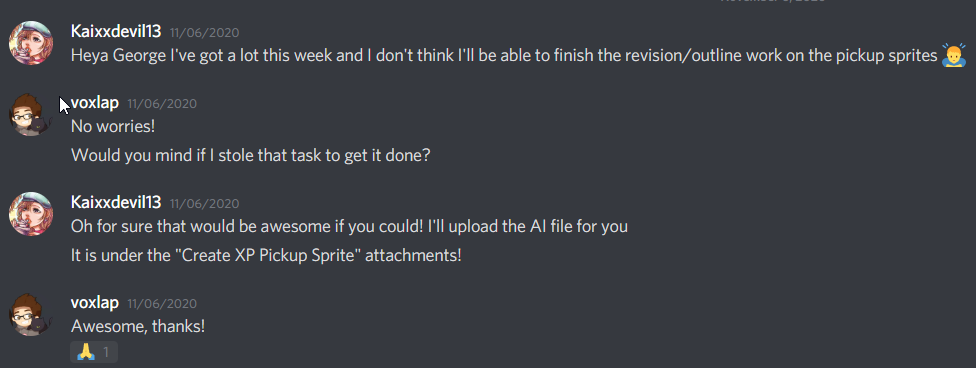 Kaixxdevil13 11/06/2020
Heya George I've got a lot this week and I don't think I'll be able to finish the revision/outline work on the pickup sprites 🙇‍♂️
voxlap 11/06/2020
No worries!
Would you mind if I stole that task to get it done?
Kaixxdevil13 11/06/2020
Oh for sure that would be awesome if you could! I'll upload the AI file for you
It is under the "Create XP Pickup Sprite" attachments!
voxlap 11/06/2020
Awesome, thanks!
🙏 1